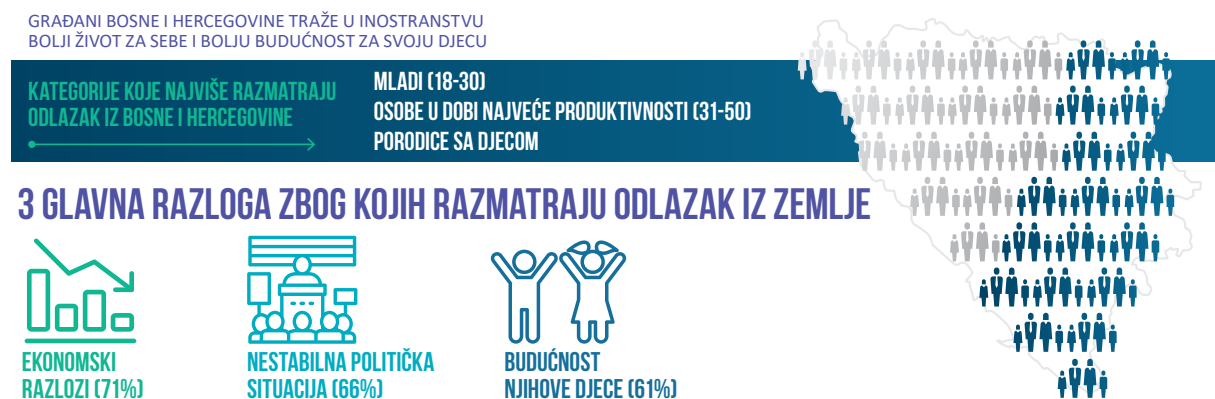 GRAĐANI BOSNE I HERCEGOVINE TRAŽE U INOSTRANSTVU
BOLJI ŽIVOT ZA SEBE I BOLJU BUDUĆNOST ZA SVOJU DJECU
KATEGORIJE KOJE NAJVIŠE RAZMATRAJU
ODLAZAK IZ BOSNE I HERCEGOVINE
MLADI (18-30)
OSOBE U DOBI NAJVEĆE PRODUKTIVNOSTI (31-50)
PORODICE SA DJECOM
3 GLAVNA RAZLOGA ZBOG KOJIH RAZMATRAJU ODLAZAK IZ ZEMLJE
EKONOMSKI
RAZLOZI (71%)
NESTABILNA POLITIČKA
SITUACIJA (66%)
BUDUĆNOST
NJIHOVE DJECE (61%)